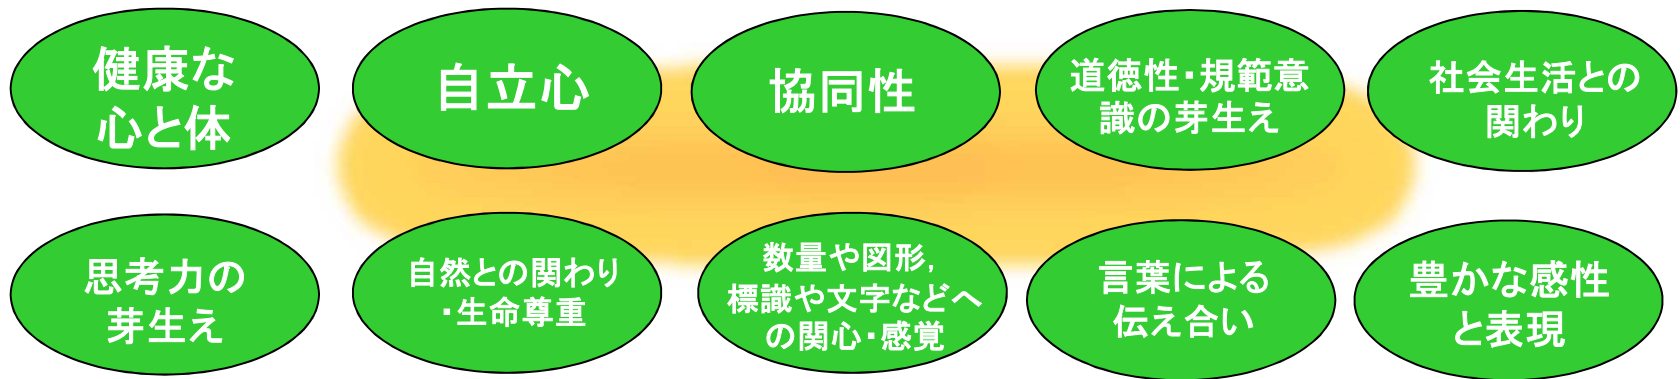 健康な
心と体
自立心
協同性
道徳性・規範意
識の芽生え
社会生活との
関わり
思考力の
芽生え
自然との関わり
・生命尊重
数量や図形，
標識や文字などへ
の関心・感覚
言葉による
伝え合い
豊かな感性
と表現